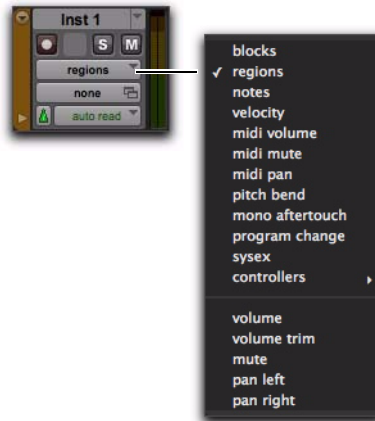 Inst 1
S M
regions
none
auto read
blocks
✓ regions
notes
velocity
midi volume
midi mute
midi pan
pitch bend
mono aftertouch
program change
sysex
controllers
volume
volume trim
mute
pan left
pan right